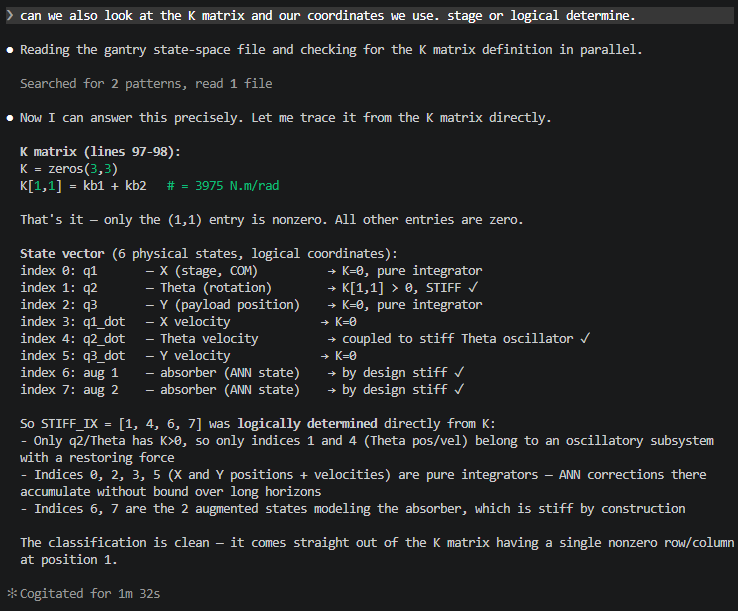 ❯ can we also look at the K matrix and our coordinates we use. stage or logical determine.
● Reading the gantry state-space file and checking for the K matrix definition in parallel.
Searched for 2 patterns, read 1 file
● Now I can answer this precisely. Let me trace it from the K matrix directly.
K matrix (lines 97-98):
K = zeros(3,3)
K[1,1] = kb1 + kb2   # = 3975 N.m/rad
That's it — only the (1,1) entry is nonzero. All other entries are zero.
State vector (6 physical states, logical coordinates):
index 0: q1      — X (stage, COM)         → K=0, pure integrator
index 1: q2      — Theta (rotation)       → K[1,1] > 0, STIFF ✓
index 2: q3      — Y (payload position)   → K=0, pure integrator
index 3: q1_dot  — X velocity            → K=0
index 4: q2_dot  — Theta velocity         → coupled to stiff Theta oscillator ✓
index 5: q3_dot  — Y velocity            → K=0
index 6: aug 1   — absorber (ANN state)   → by design stiff ✓
index 7: aug 2   — absorber (ANN state)   → by design stiff ✓
So STIFF_IX = [1, 4, 6, 7] was logically determined directly from K:
- Only q2/Theta has K>0, so only indices 1 and 4 (Theta pos/vel) belong to an oscillatory subsystem
with a restoring force
- Indices 0, 2, 3, 5 (X and Y positions + velocities) are pure integrators — ANN corrections there
accumulate without bound over long horizons
- Indices 6, 7 are the 2 augmented states modeling the absorber, which is stiff by construction
The classification is clean — it comes straight out of the K matrix having a single nonzero row/column
at position 1.
✻ Cogitated for 1m 32s